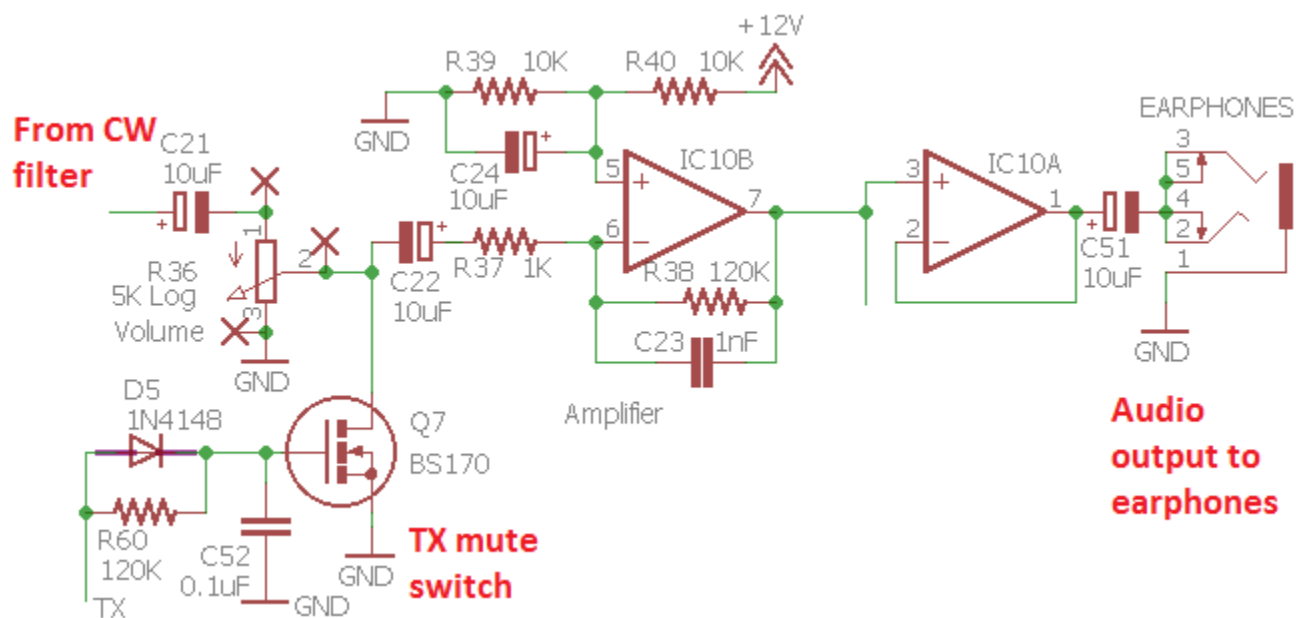 +12V
R39 10K
R40 10K
GND
From CW
filter
C21
10uF
+
C24
10uF
+
5
+
6
−
IC10B
7
3
+
2
−
IC10A
1
EARPHONES
3
5
4
2
1
+
C51
10uF
GND
1
2
3
R36
5K Log
Volume
GND
+
C22
10uF
R37 1K
R38 120K
C23 1nF
Amplifier
D5
1N4148
R60
120K
TX
C52
0.1uF
GND
Q7
BS170
GND
TX mute
switch
Audio
output to
earphones